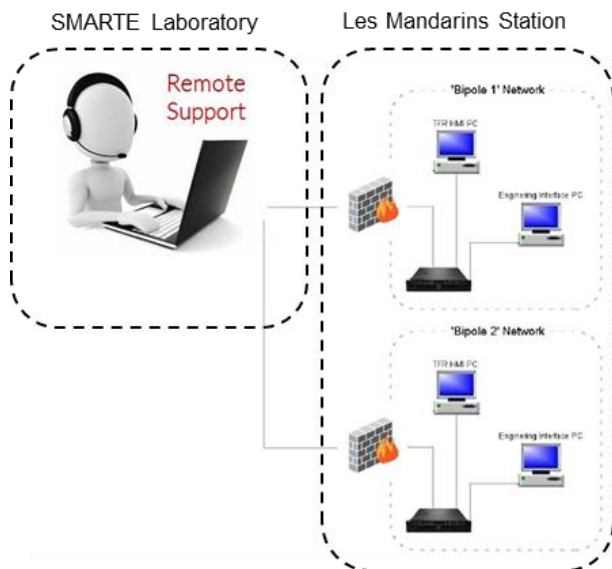 SMARTE Laboratory
Les Mandarins Station
Remote
Support
'Bipole 1' Network
TFR HMI PC
Engineering Interface PC
'Bipole 2' Network
TFR HMI PC
Engineering Interface PC